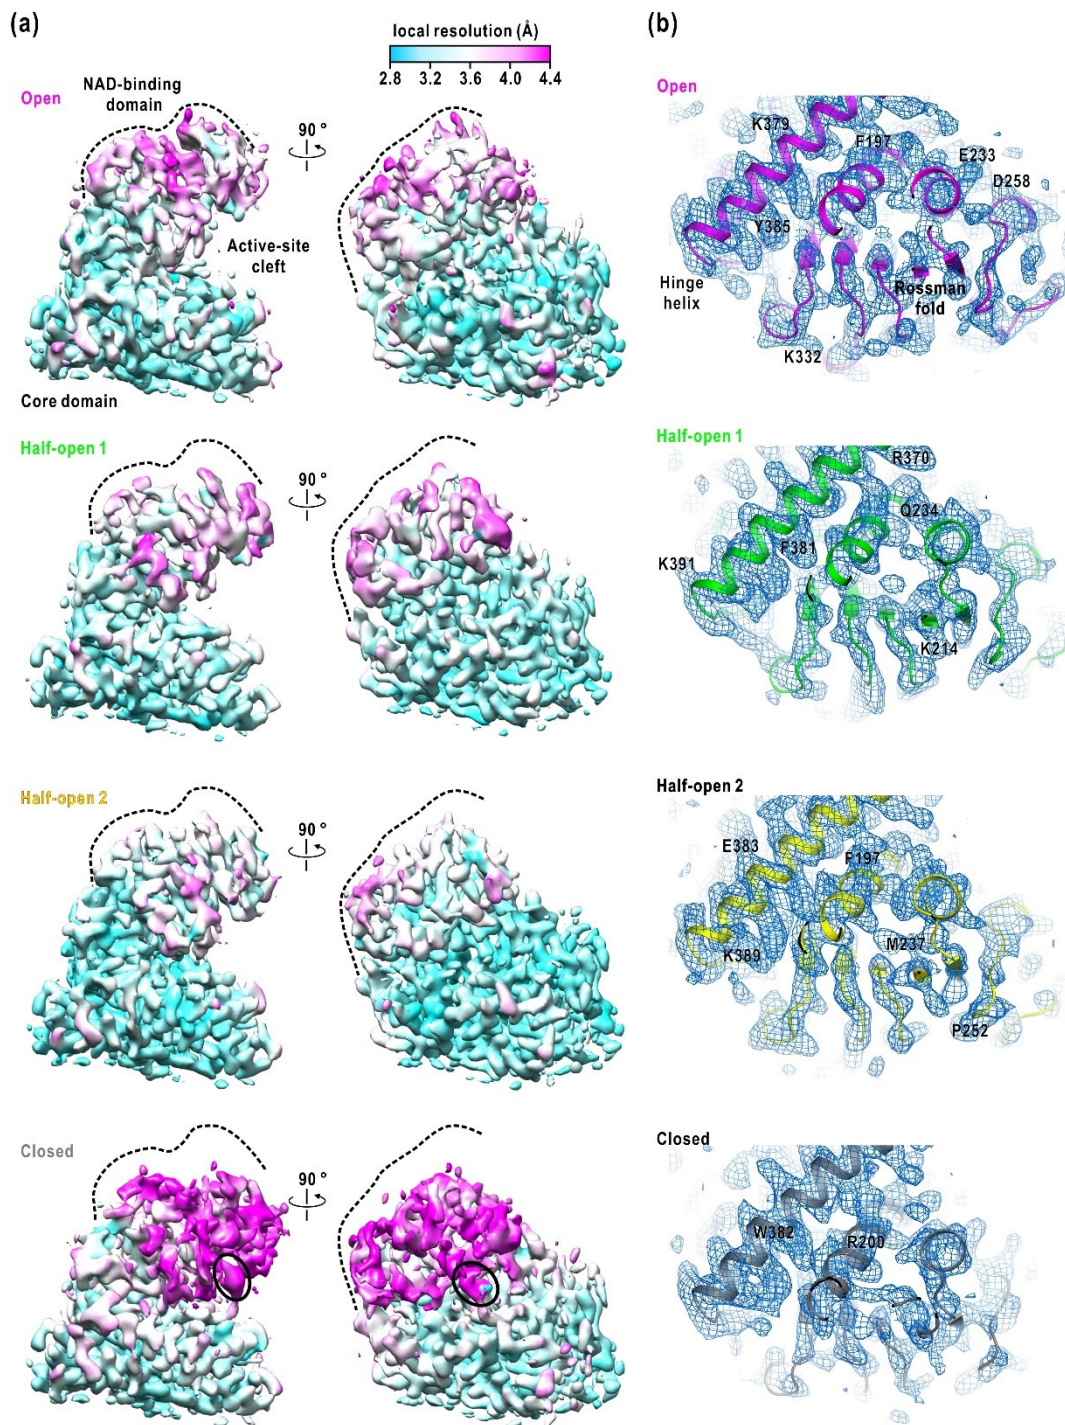 (a)
local resolution (Å)
2.8 3.2 3.6 4.0 4.4
Open
NAD-binding
domain
90 °
Active-site
cleft
Core domain
Half-open 1
90 °
Half-open 2
90 °
Closed
90 °
(b)
Open
K379
F197
E233
D258
Y385
Hinge
helix
Rossman
fold
K332
Half-open 1
R370
Q234
F381
K391
K214
Half-open 2
E383
F197
M237
K389
P252
Closed
W382
R200